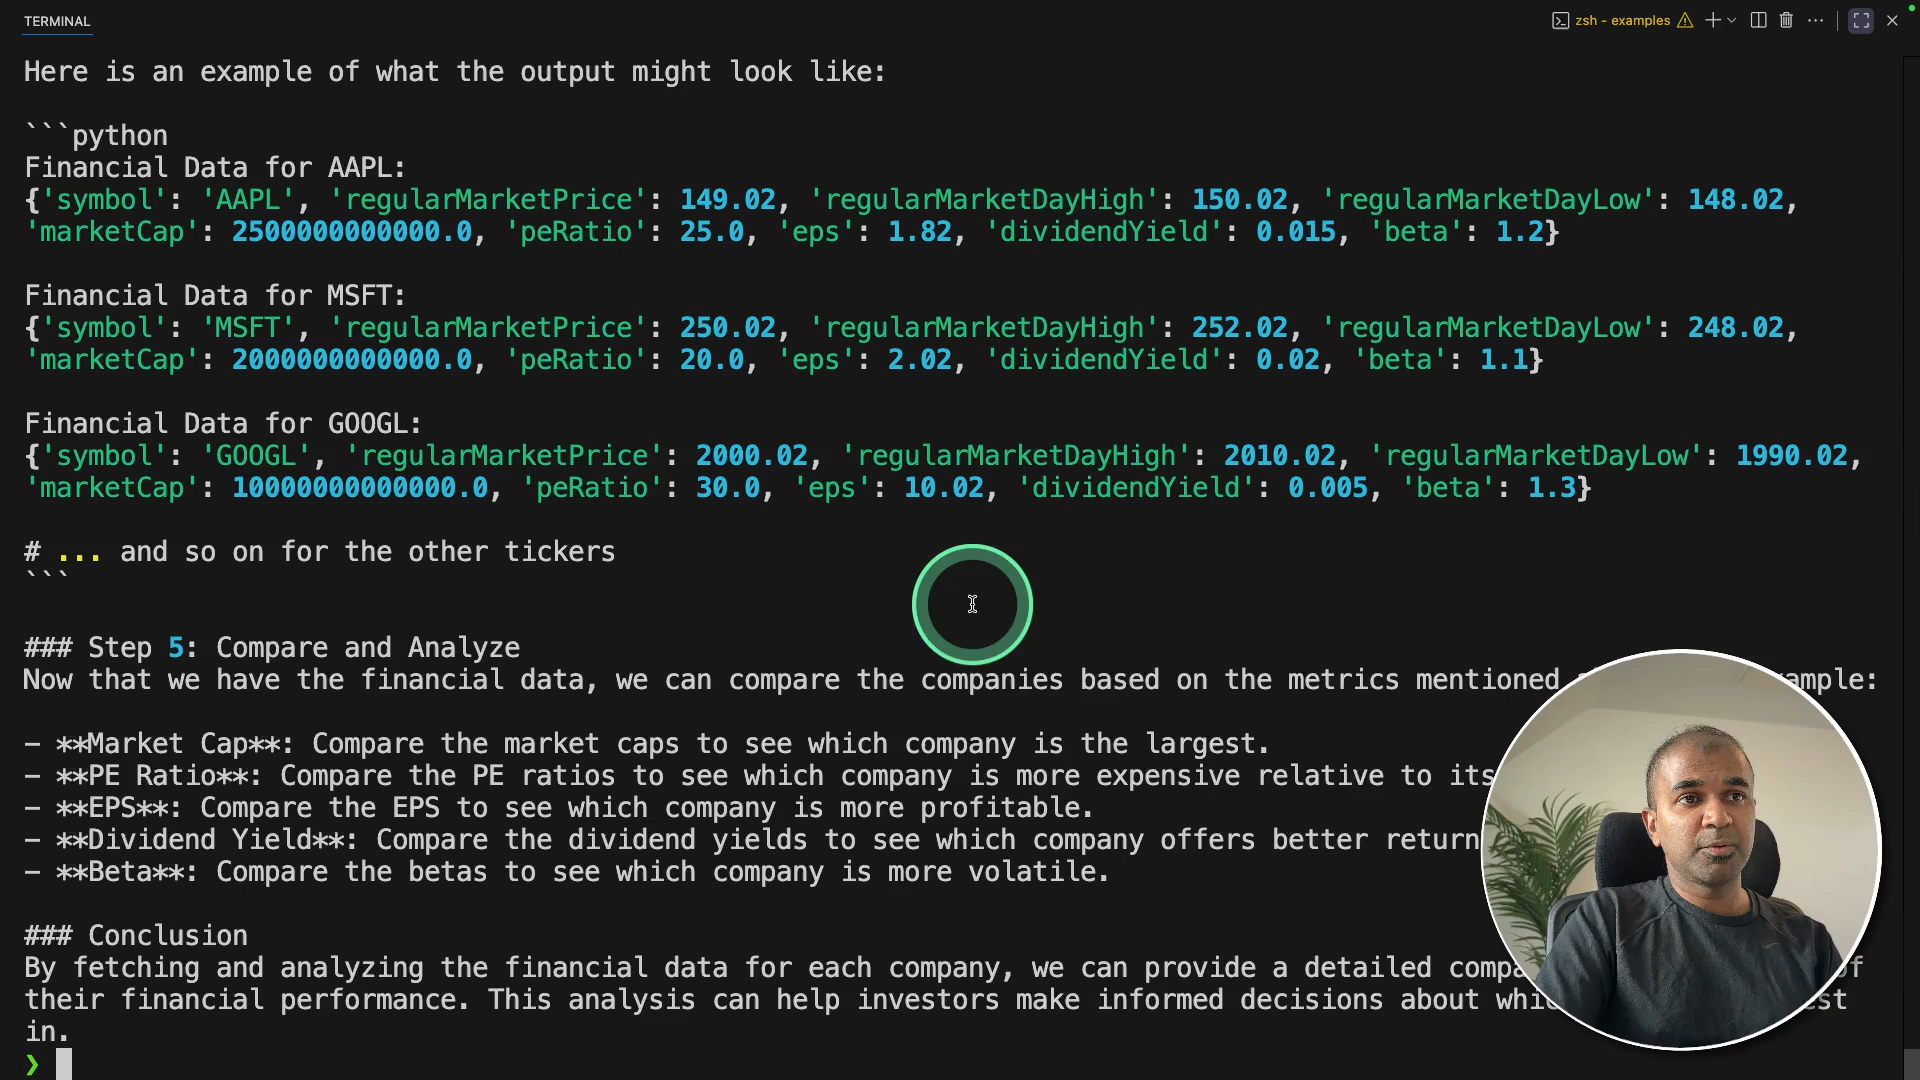 TERMINAL
zsh - examples
Here is an example of what the output might look like:
```python
Financial Data for AAPL:
{'symbol': 'AAPL', 'regularMarketPrice': 149.02, 'regularMarketDayHigh': 150.02, 'regularMarketDayLow': 148.02,
'marketCap': 2500000000000.0, 'peRatio': 25.0, 'eps': 1.82, 'dividendYield': 0.015, 'beta': 1.2}
Financial Data for MSFT:
{'symbol': 'MSFT', 'regularMarketPrice': 250.02, 'regularMarketDayHigh': 252.02, 'regularMarketDayLow': 248.02,
'marketCap': 2000000000000.0, 'peRatio': 20.0, 'eps': 2.02, 'dividendYield': 0.02, 'beta': 1.1}
Financial Data for GOOGL:
{'symbol': 'GOOGL', 'regularMarketPrice': 2000.02, 'regularMarketDayHigh': 2010.02, 'regularMarketDayLow': 1990.02,
'marketCap': 10000000000000.0, 'peRatio': 30.0, 'eps': 10.02, 'dividendYield': 0.005, 'beta': 1.3}
# ... and so on for the other tickers
```
### Step 5: Compare and Analyze
Now that we have the financial data, we can compare the companies based on the metrics mentioned
- **Market Cap**: Compare the market caps to see which company is the largest.
- **PE Ratio**: Compare the PE ratios to see which company is more expensive relative to its
- **EPS**: Compare the EPS to see which company is more profitable.
- **Dividend Yield**: Compare the dividend yields to see which company offers better return
- **Beta**: Compare the betas to see which company is more volatile.
### Conclusion
By fetching and analyzing the financial data for each company, we can provide a detailed
their financial performance. This analysis can help investors make informed decisions about
in.
❯